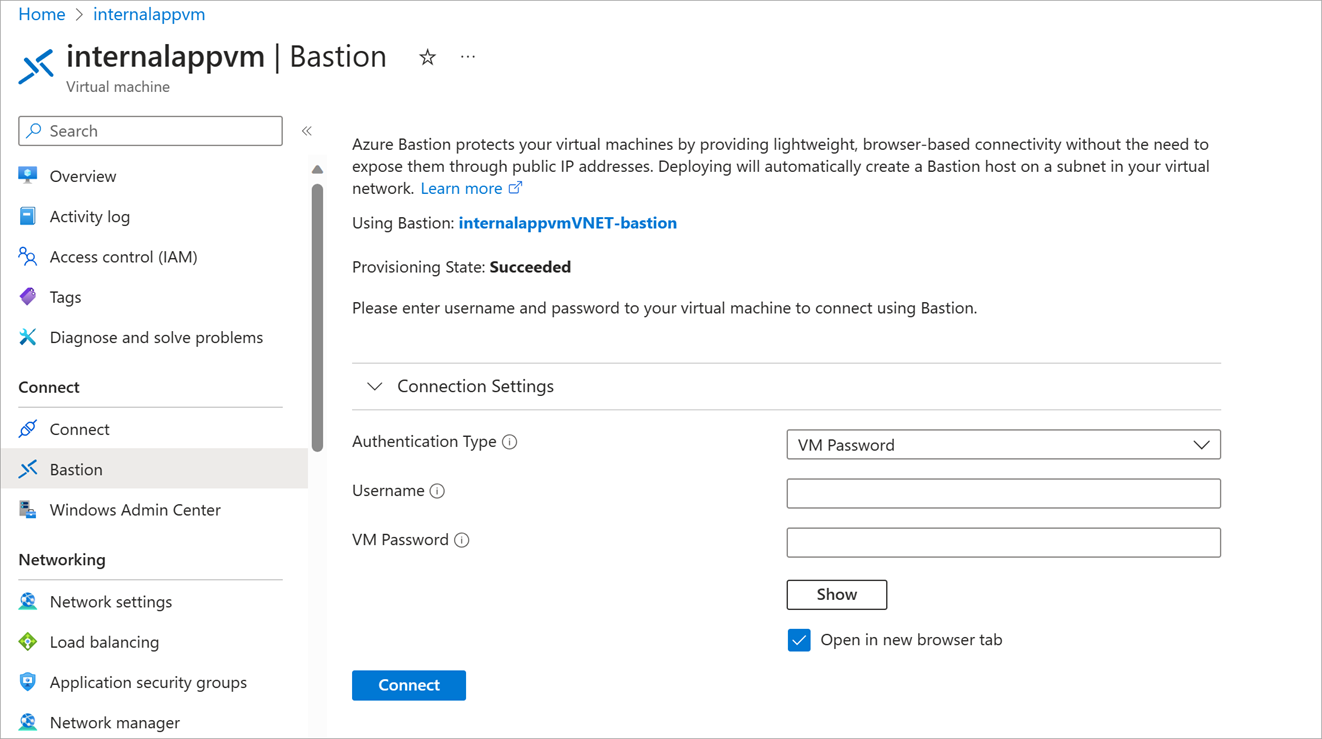 Home > internalappvm
internalappvm | Bastion ...
Virtual machine
Search
Overview
Activity log
Access control (IAM)
Tags
Diagnose and solve problems
Connect
Connect
Bastion
Windows Admin Center
Networking
Network settings
Load balancing
Application security groups
Network manager
Azure Bastion protects your virtual machines by providing lightweight, browser-based connectivity without the need to
expose them through public IP addresses. Deploying will automatically create a Bastion host on a subnet in your virtual
network. Learn more
Using Bastion: internalappvmVNET-bastion
Provisioning State: Succeeded
Please enter username and password to your virtual machine to connect using Bastion.
Connection Settings
Authentication Type
VM Password
Username
VM Password
Show
Open in new browser tab
Connect